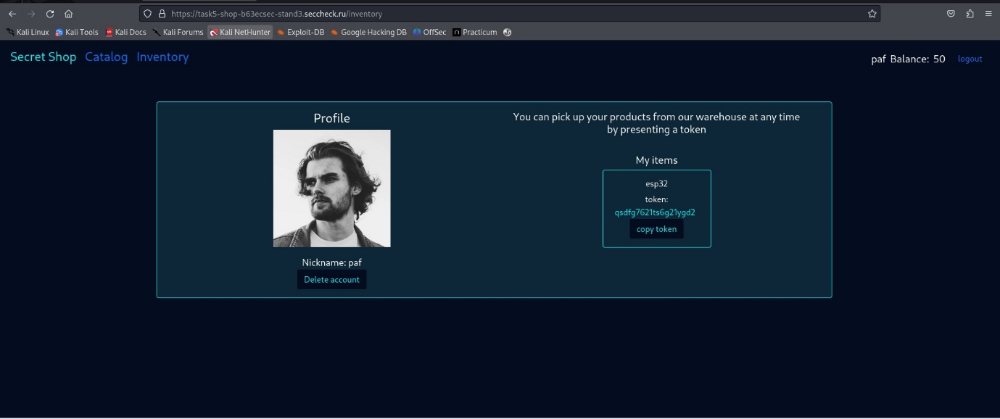 https://task5-shop-b63ecsec-stand3.seccheck.ru/inventory
Kali Linux Kali Tools Kali Docs Kali Forums Kali NetHunter Exploit-DB Google Hacking DB OffSec Practicum
Secret Shop Catalog Inventory paf Balance: 50 logout
Profile
You can pick up your products from our warehouse at any time
by presenting a token
My items
esp32
token:
qsdfg7621ts6g21ygd2
copy token
Nickname: paf
Delete account